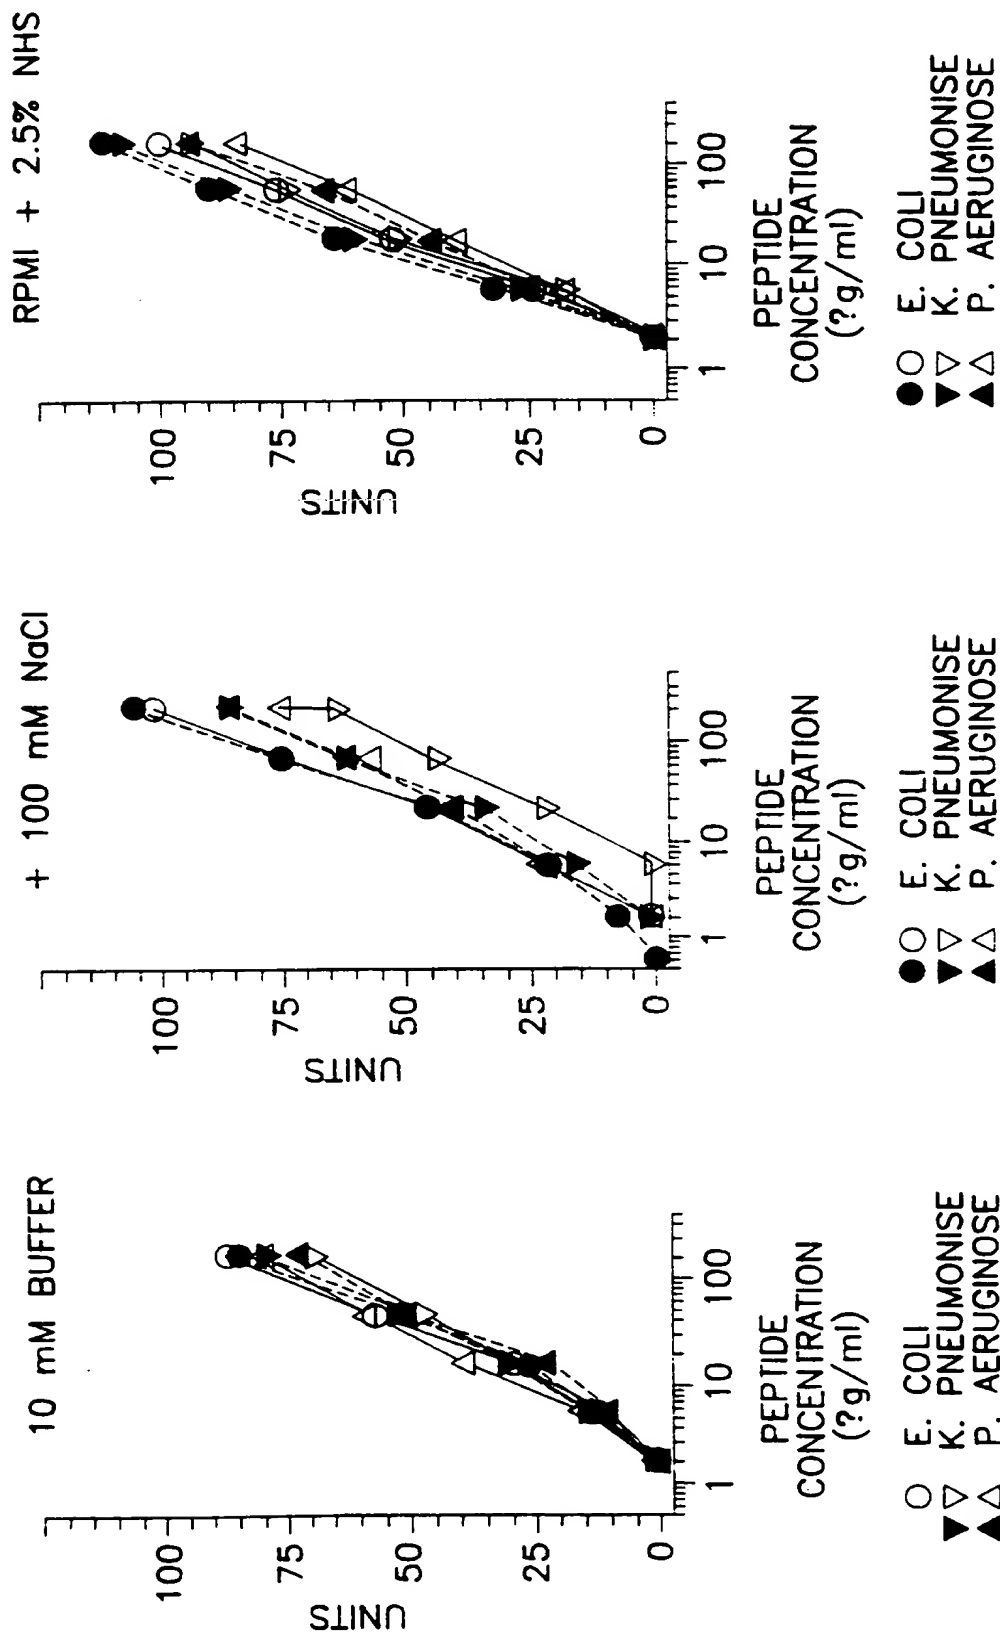 10 mM BUFFER
UNITS
100
75
50
25
0
1
10
100
PEPTIDE
CONCENTRATION
(?g/ml)
E. COLI
K. PNEUMONISE
P. AERUGINOSE
+ 100 mM NaCl
UNITS
100
75
50
25
0
1
10
100
PEPTIDE
CONCENTRATION
(?g/ml)
E. COLI
K. PNEUMONISE
P. AERUGINOSE
RPMI + 2.5% NHS
UNITS
100
75
50
25
0
1
10
100
PEPTIDE
CONCENTRATION
(?g/ml)
E. COLI
K. PNEUMONISE
P. AERUGINOSE